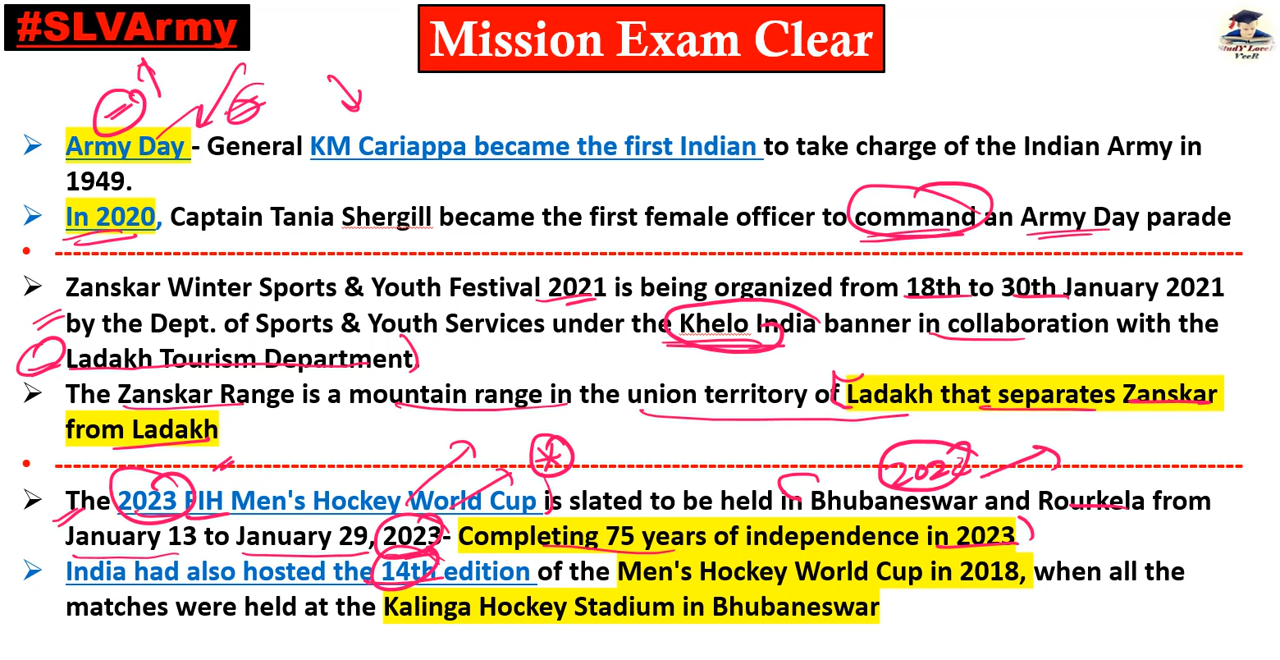 #SLVArmy
Mission Exam Clear
StudY LoveR
VeeR
Army Day - General KM Cariappa became the first Indian to take charge of the Indian Army in
1949.
In 2020, Captain Tania Shergill became the first female officer to command an Army Day parade
Zanskar Winter Sports & Youth Festival 2021 is being organized from 18th to 30th January 2021
by the Dept. of Sports & Youth Services under the Khelo India banner in collaboration with the
Ladakh Tourism Department
The Zanskar Range is a mountain range in the union territory of Ladakh that separates Zanskar
from Ladakh
2022
The 2023 FIH Men's Hockey World Cup is slated to be held in Bhubaneswar and Rourkela from
January 13 to January 29, 2023- Completing 75 years of independence in 2023
India had also hosted the 14th edition of the Men's Hockey World Cup in 2018, when all the
matches were held at the Kalinga Hockey Stadium in Bhubaneswar